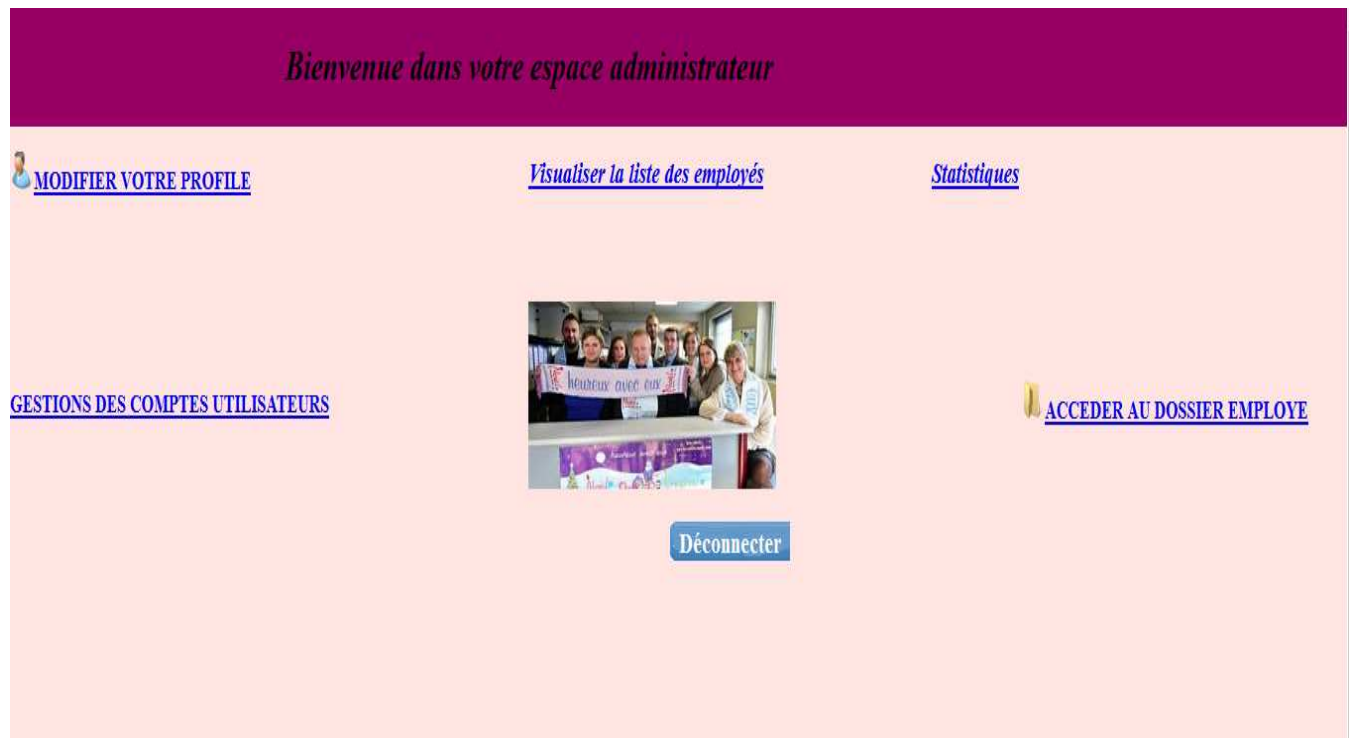 Bienvenue dans votre espace administrateur
MODIFIER VOTRE PROFILE
Visualiser la liste des employés
Statistiques
heureux avec eux
GESTIONS DES COMPTES UTILISATEURS
ACCEDER AU DOSSIER EMPLOYE
Déconnecter